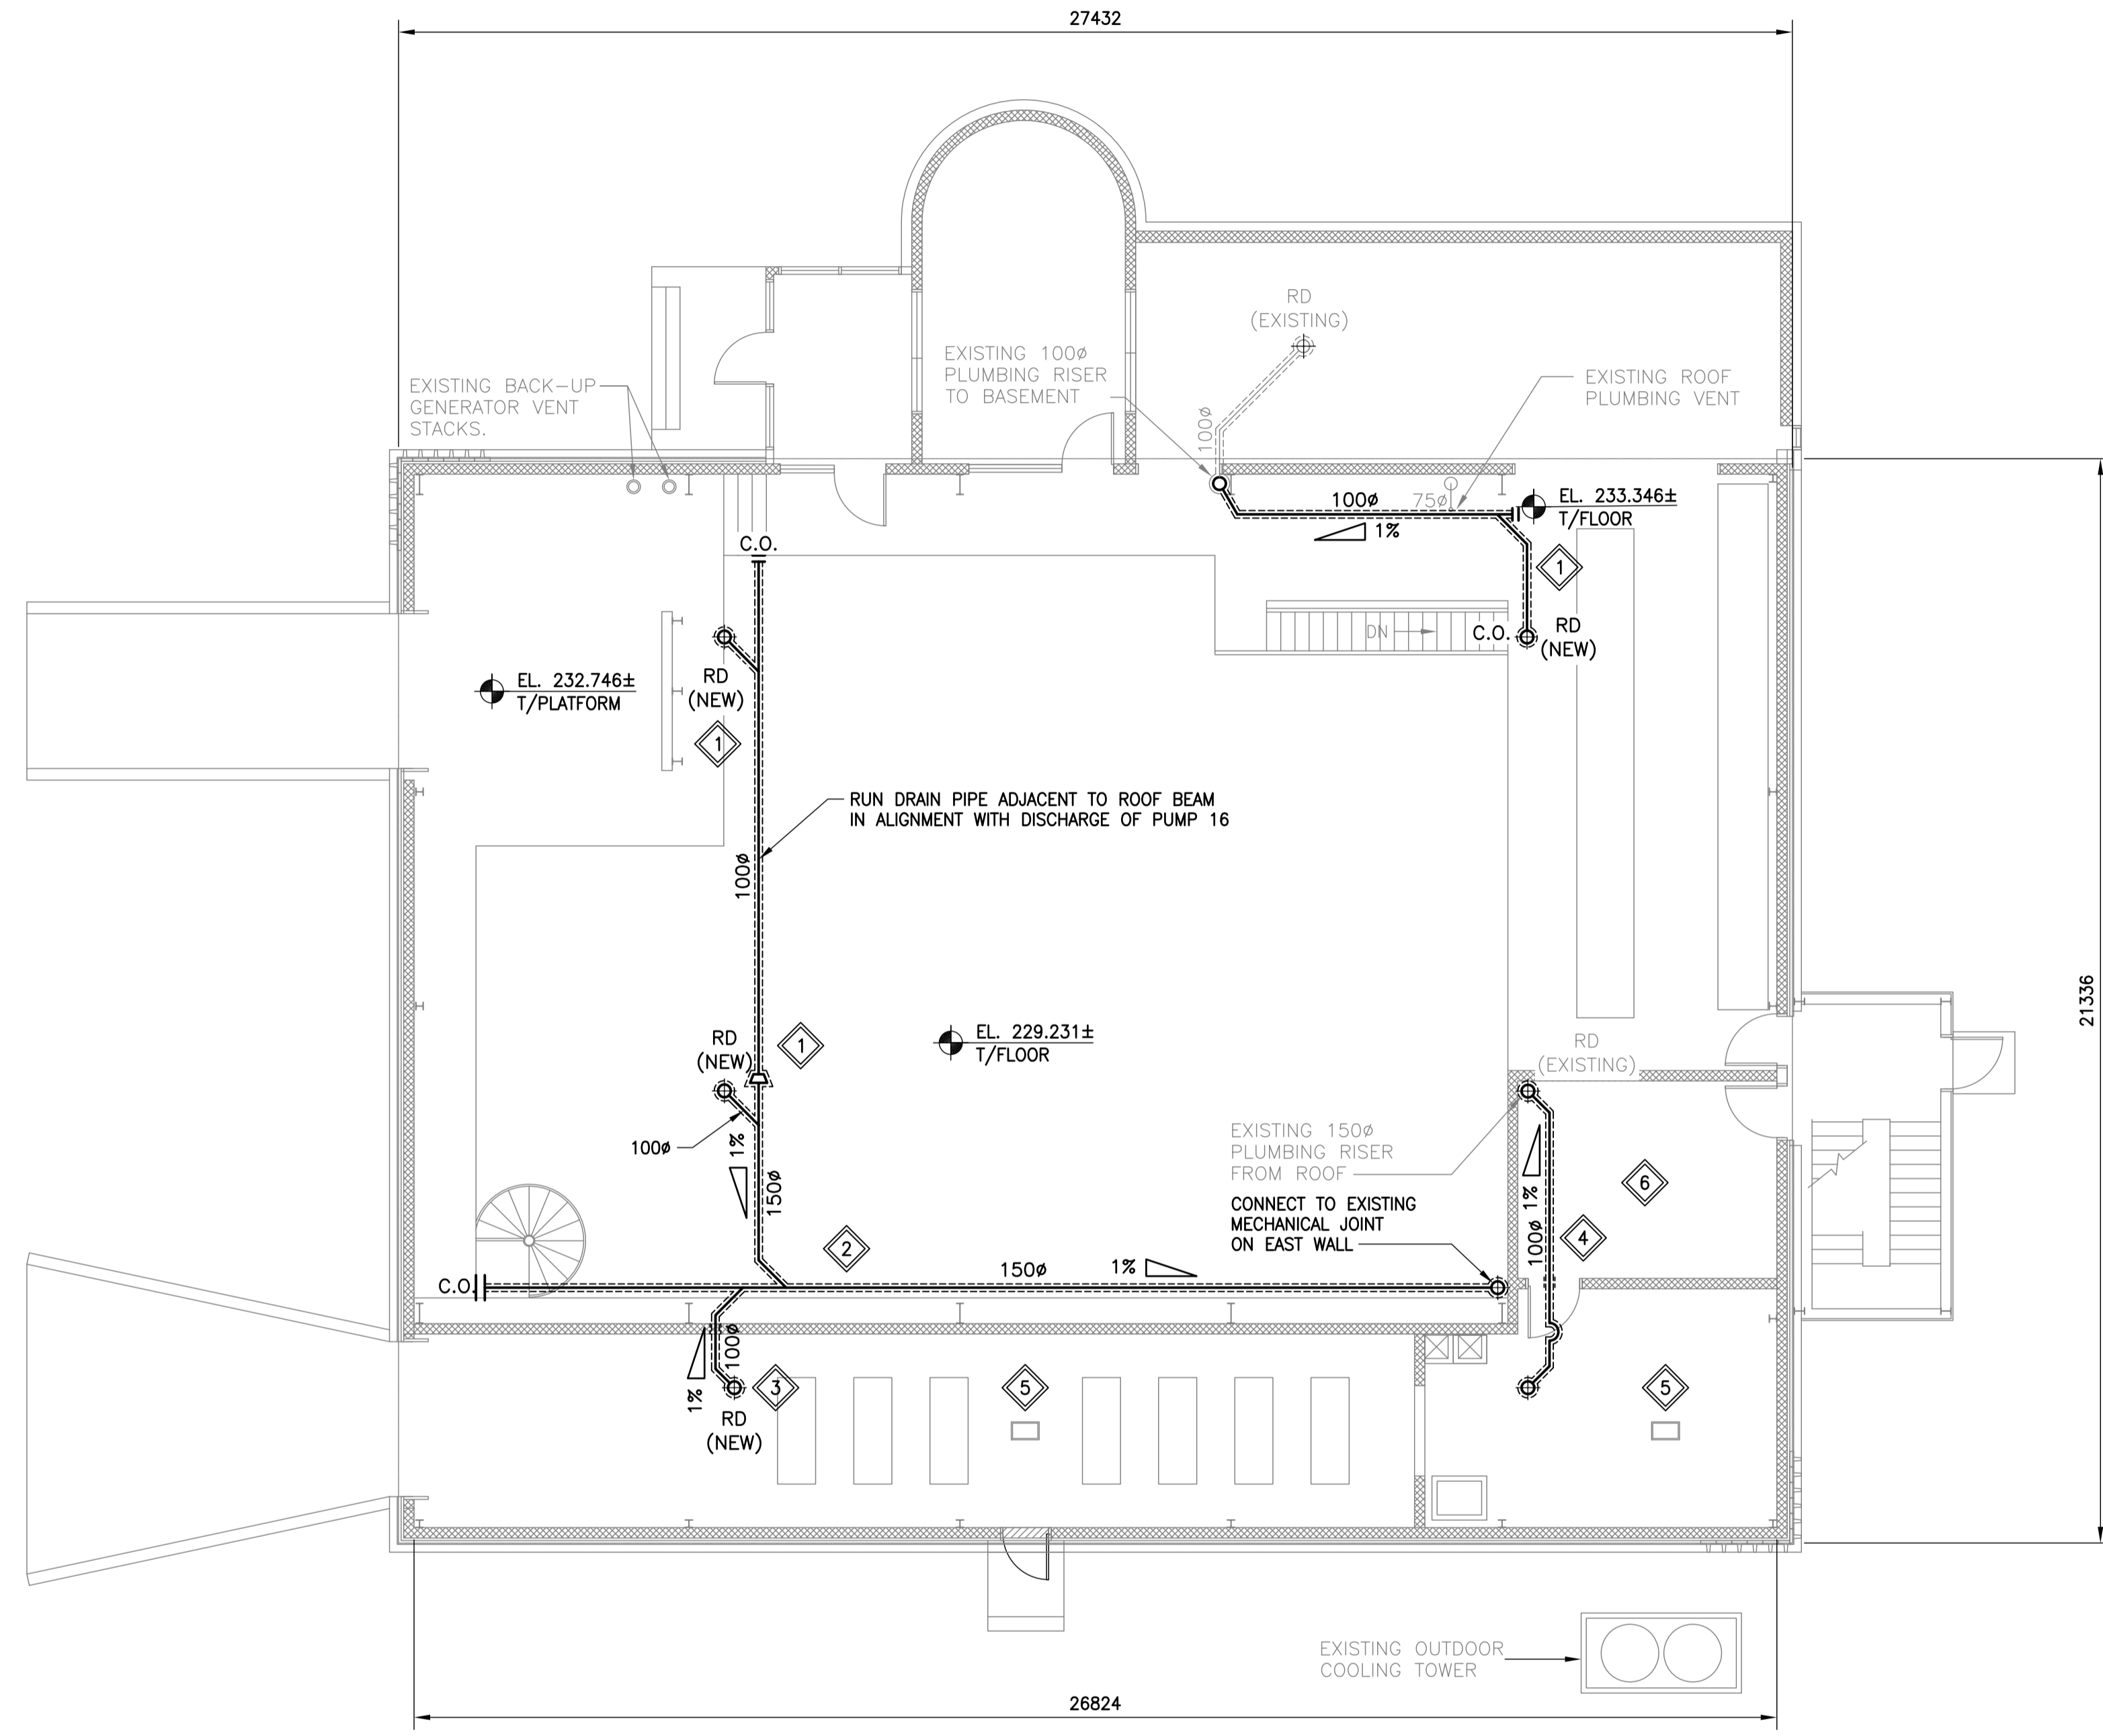 27432
RD
(EXISTING)
EXISTING 100ø
PLUMBING RISER
TO BASEMENT
EXISTING ROOF
PLUMBING VENT
EXISTING BACK-UP
GENERATOR VENT
STACKS.
100ø
100ø
75ø
EL. 233.346±
T/FLOOR
1%
C.O.
1
DN
C.O.
RD
(NEW)
EL. 232.746±
T/PLATFORM
RD
(NEW)
1
RUN DRAIN PIPE ADJACENT TO ROOF BEAM
IN ALIGNMENT WITH DISCHARGE OF PUMP 16
100ø
21336
RD
(NEW)
1
EL. 229.231±
T/FLOOR
RD
(EXISTING)
100ø
1%
150ø
EXISTING 150ø
PLUMBING RISER
FROM ROOF
CONNECT TO EXISTING
MECHANICAL JOINT
ON EAST WALL
1%
100ø
6
4
2
C.O.
150ø
1%
100ø
1%
3
RD
(NEW)
5
5
EXISTING OUTDOOR
COOLING TOWER
26824